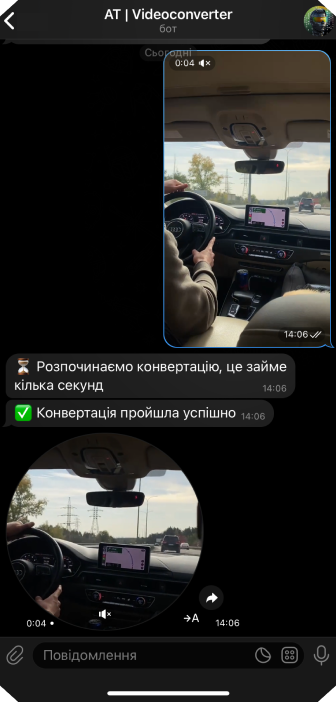 AT | Videoconverter
бот
Сьогодні
0:04
14:06
⏳ Розпочинаємо конвертацію, це займе
кілька секунд
14:06
✅ Конвертація пройшла успішно 14:06
0:04
→A
14:06
Повідомлення